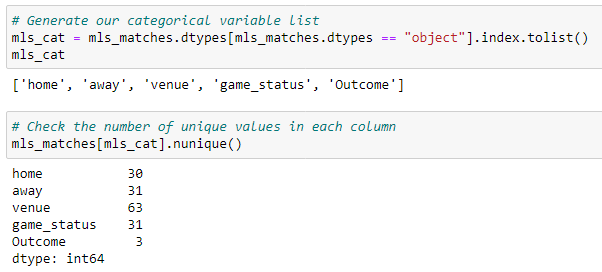 # Generate our categorical variable list
mls_cat = mls_matches.dtypes[mls_matches.dtypes == "object"].index.tolist()
mls_cat
['home', 'away', 'venue', 'game_status', 'Outcome']
# Check the number of unique values in each column
mls_matches[mls_cat].nunique()
home           30
away           31
venue          63
game_status    31
Outcome         3
dtype: int64